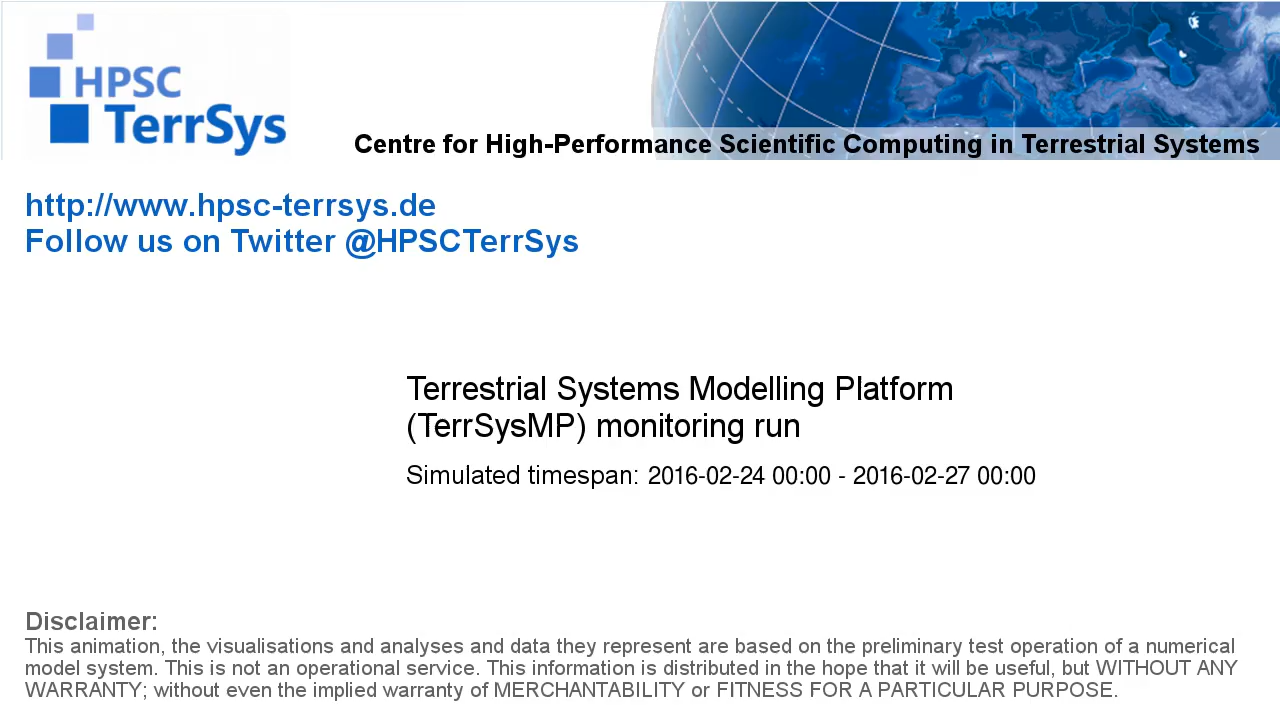 HPSC
TerrSys
Centre for High-Performance Scientific Computing in Terrestrial Systems
http://www.hpsc-terrsys.de
Follow us on Twitter @HPSCTerrSys
Terrestrial Systems Modelling Platform
(TerrSysMP) monitoring run
Simulated timespan: 2016-02-24 00:00 - 2016-02-27 00:00
Disclaimer:
This animation, the visualisations and analyses and data they represent are based on the preliminary test operation of a numerical
model system. This is not an operational service. This information is distributed in the hope that it will be useful, but WITHOUT ANY
WARRANTY; without even the implied warranty of MERCHANTABILITY or FITNESS FOR A PARTICULAR PURPOSE.